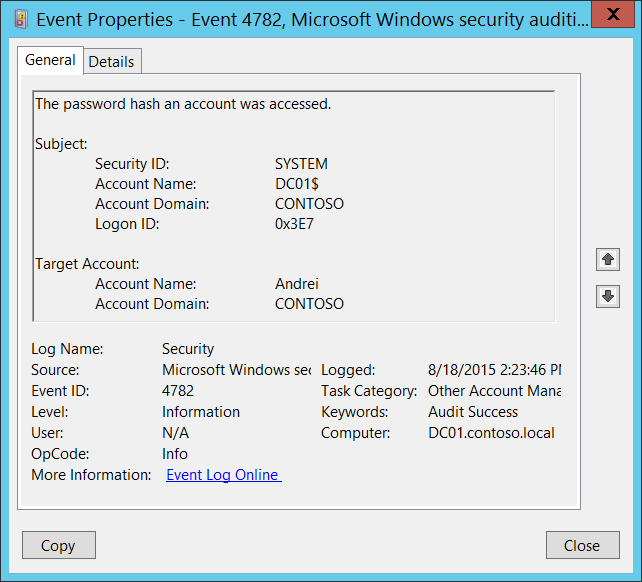 Event Properties - Event 4782, Microsoft Windows security auditi...
X
General Details
The password hash an account was accessed.
Subject:
Security ID: SYSTEM
Account Name: DC01$
Account Domain: CONTOSO
Logon ID: 0x3E7
Target Account:
Account Name: Andrei
Account Domain: CONTOSO
Log Name: Security
Source: Microsoft Windows sec Logged: 8/18/2015 2:23:46 PM
Event ID: 4782 Task Category: Other Account Mana
Level: Information Keywords: Audit Success
User: N/A Computer: DC01.contoso.local
OpCode: Info
More Information: Event Log Online
Copy Close